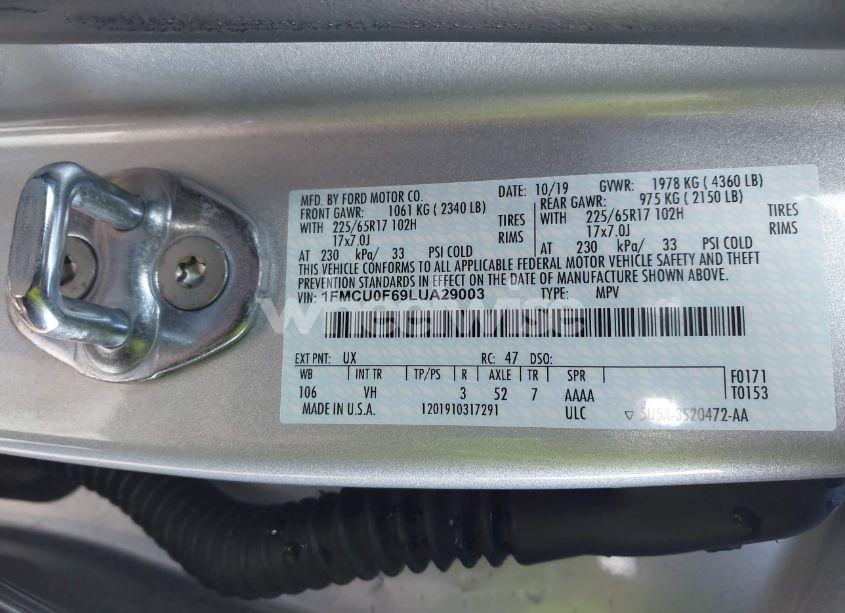 MFD. BY FORD MOTOR CO.
DATE: 10/19 GVWR: 1978 KG ( 4360 LB)
FRONT GAWR: 1061 KG ( 2340 LB)
WITH 225/65R17 102H TIRES
17x7.0J RIMS
AT 230 kPa/ 33 PSI COLD
REAR GAWR: 975 KG ( 2150 LB)
WITH 225/65R17 102H TIRES
17x7.0J RIMS
AT 230 kPa/ 33 PSI COLD
THIS VEHICLE CONFORMS TO ALL APPLICABLE FEDERAL MOTOR VEHICLE SAFETY AND THEFT
PREVENTION STANDARDS IN EFFECT ON THE DATE OF MANUFACTURE SHOWN ABOVE.
VIN: 1FMCU0F69LUA29003 TYPE: MPV
EXT PNT: UX RC: 47 DSO:
WB INT TR TP/PS R AXLE TR SPR F0171
106 VH 3 52 7 AAAA T0153
MADE IN U.S.A. 1201910317291 ULC ▽ 5U5A-3520472-AA